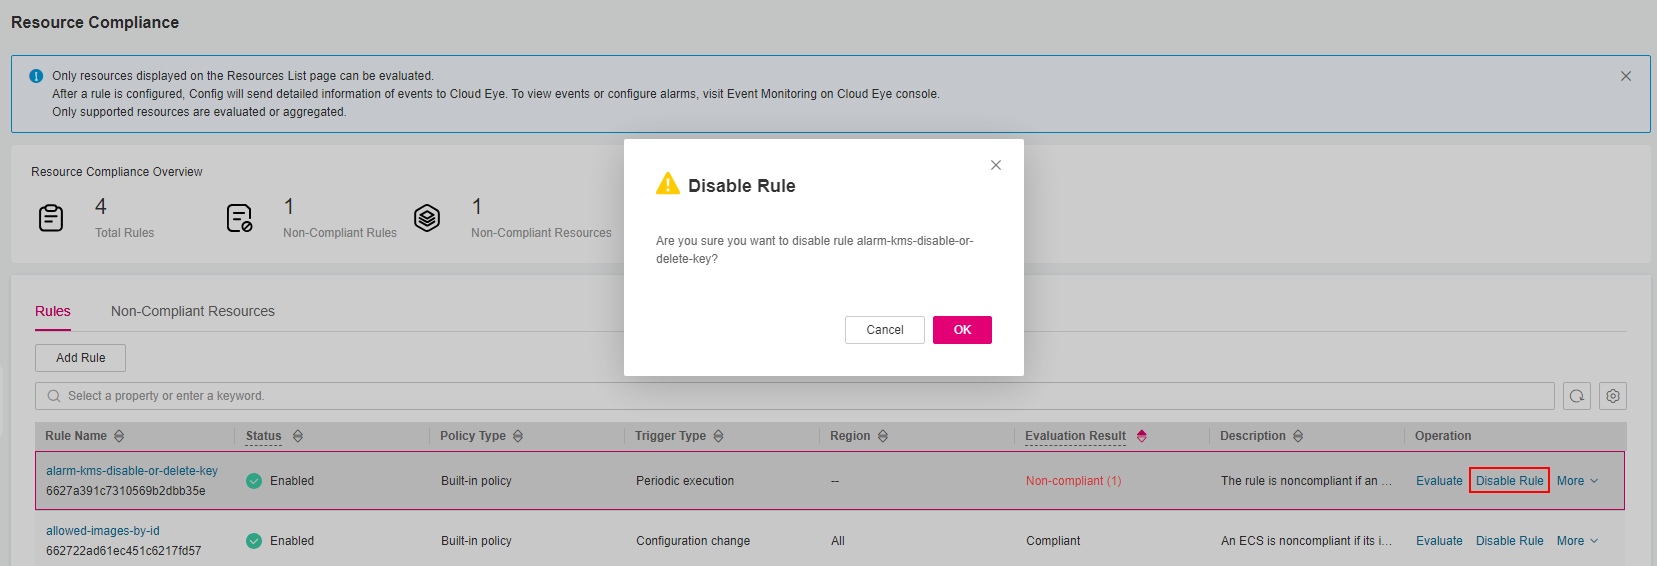 Resource Compliance
Only resources displayed on the Resources List page can be evaluated.
After a rule is configured, Config will send detailed information of events to Cloud Eye. To view events or configure alarms, visit Event Monitoring on Cloud Eye console.
Only supported resources are evaluated or aggregated.
Resource Compliance Overview
4
Total Rules
1
Non-Compliant Rules
1
Non-Compliant Resources
Disable Rule
Are you sure you want to disable rule alarm-kms-disable-or-
delete-key?
Cancel OK
Rules Non-Compliant Resources
Add Rule
Select a property or enter a keyword.
Rule Name Status Policy Type Trigger Type Region Evaluation Result Description Operation
alarm-kms-disable-or-delete-key
6627a391c7310569b2dbb35e
Enabled Built-in policy Periodic execution -- Non-compliant (1) The rule is noncompliant if an ... Evaluate Disable Rule More
allowed-images-by-id
662722ad61ec451c6217fd57
Enabled Built-in policy Configuration change All Compliant An ECS is noncompliant if its i... Evaluate Disable Rule More